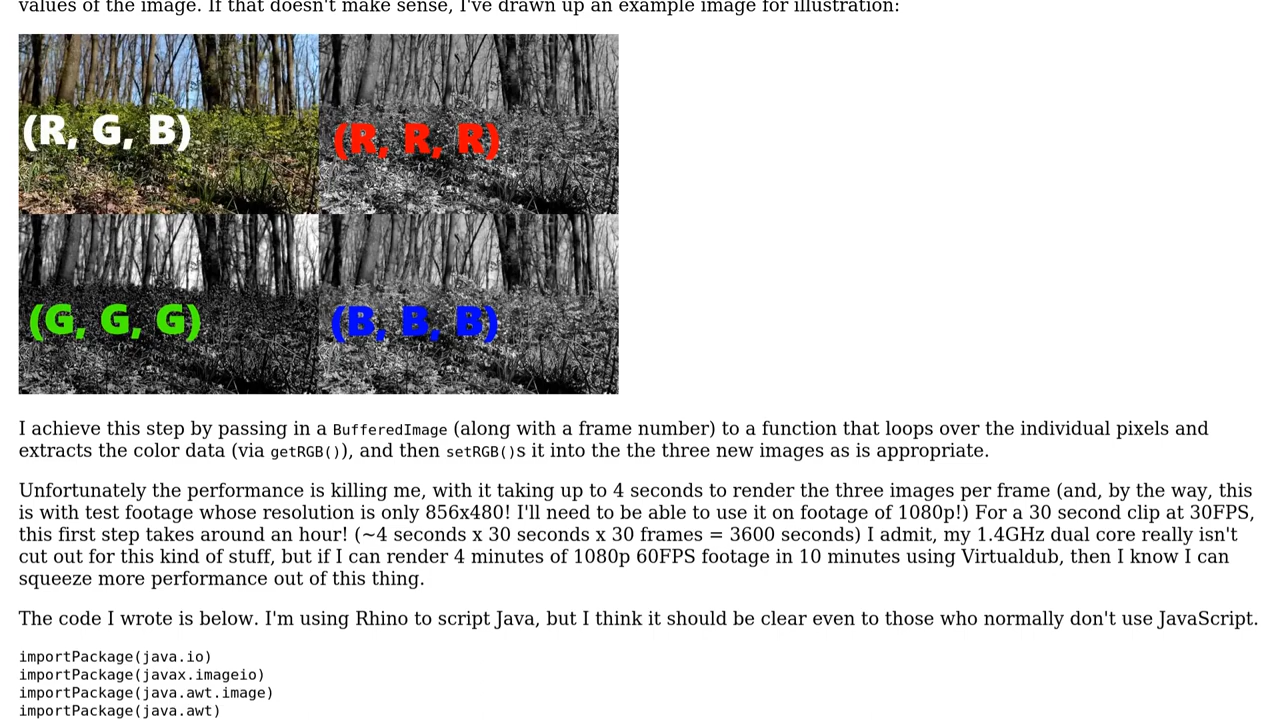 values of the image. If that doesn't make sense, I've drawn up an example image for illustration:
(R, G, B)
(R, R, R)
(G, G, G)
(B, B, B)
I achieve this step by passing in a BufferedImage (along with a frame number) to a function that loops over the individual pixels and
extracts the color data (via getRGB()), and then setRGB()s it into the the three new images as is appropriate.
Unfortunately the performance is killing me, with it taking up to 4 seconds to render the three images per frame (and, by the way, this
is with test footage whose resolution is only 856x480! I'll need to be able to use it on footage of 1080p!) For a 30 second clip at 30FPS,
this first step takes around an hour! (~4 seconds x 30 seconds x 30 frames = 3600 seconds) I admit, my 1.4GHz dual core really isn't
cut out for this kind of stuff, but if I can render 4 minutes of 1080p 60FPS footage in 10 minutes using Virtualdub, then I know I can
squeeze more performance out of this thing.
The code I wrote is below. I'm using Rhino to script Java, but I think it should be clear even to those who normally don't use JavaScript.
importPackage(java.io)
importPackage(javax.imageio)
importPackage(java.awt.image)
importPackage(java.awt)